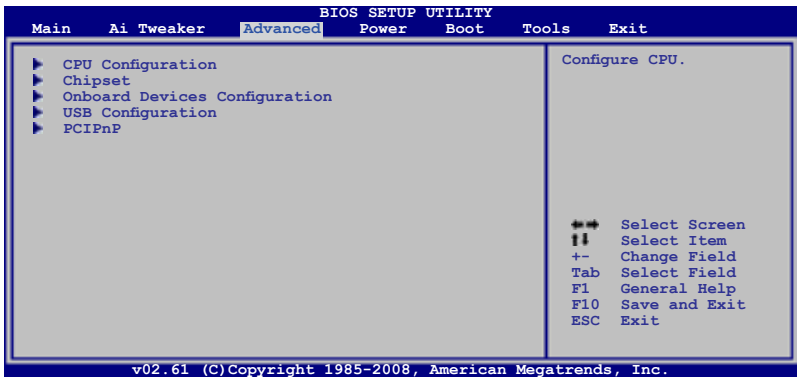 BIOS SETUP UTILITY
Main Ai Tweaker Advanced Power Boot Tools Exit
CPU Configuration
Chipset
Onboard Devices Configuration
USB Configuration
PCIPnP
Configure CPU.
Select Screen
Select Item
+- Change Field
Tab Select Field
F1 General Help
F10 Save and Exit
ESC Exit
v02.61 (C)Copyright 1985-2008, American Megatrends, Inc.